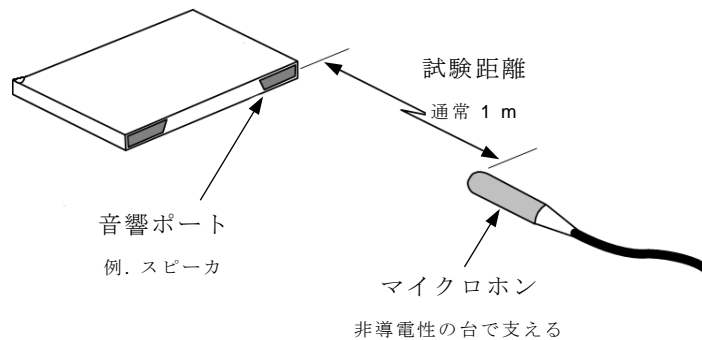 試験距離
通常 1 m
音響ポート
例. スピーカ
マイクロホン
非導電性の台で支える